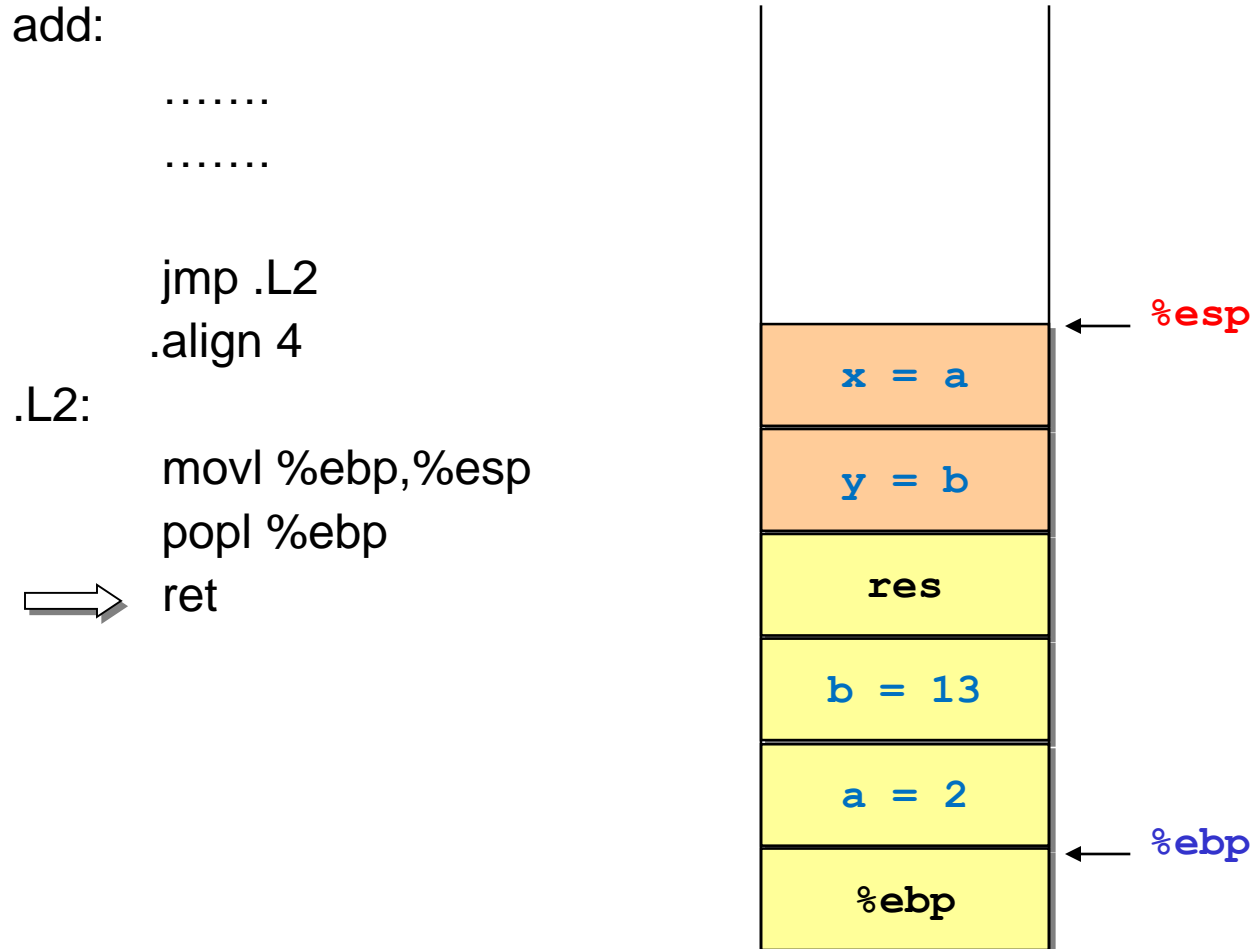 add:
…….
…….
jmp .L2
.align 4
.L2:
movl %ebp,%esp
popl %ebp
ret
%esp
x = a
y = b
res
b = 13
a = 2
%ebp
%ebp